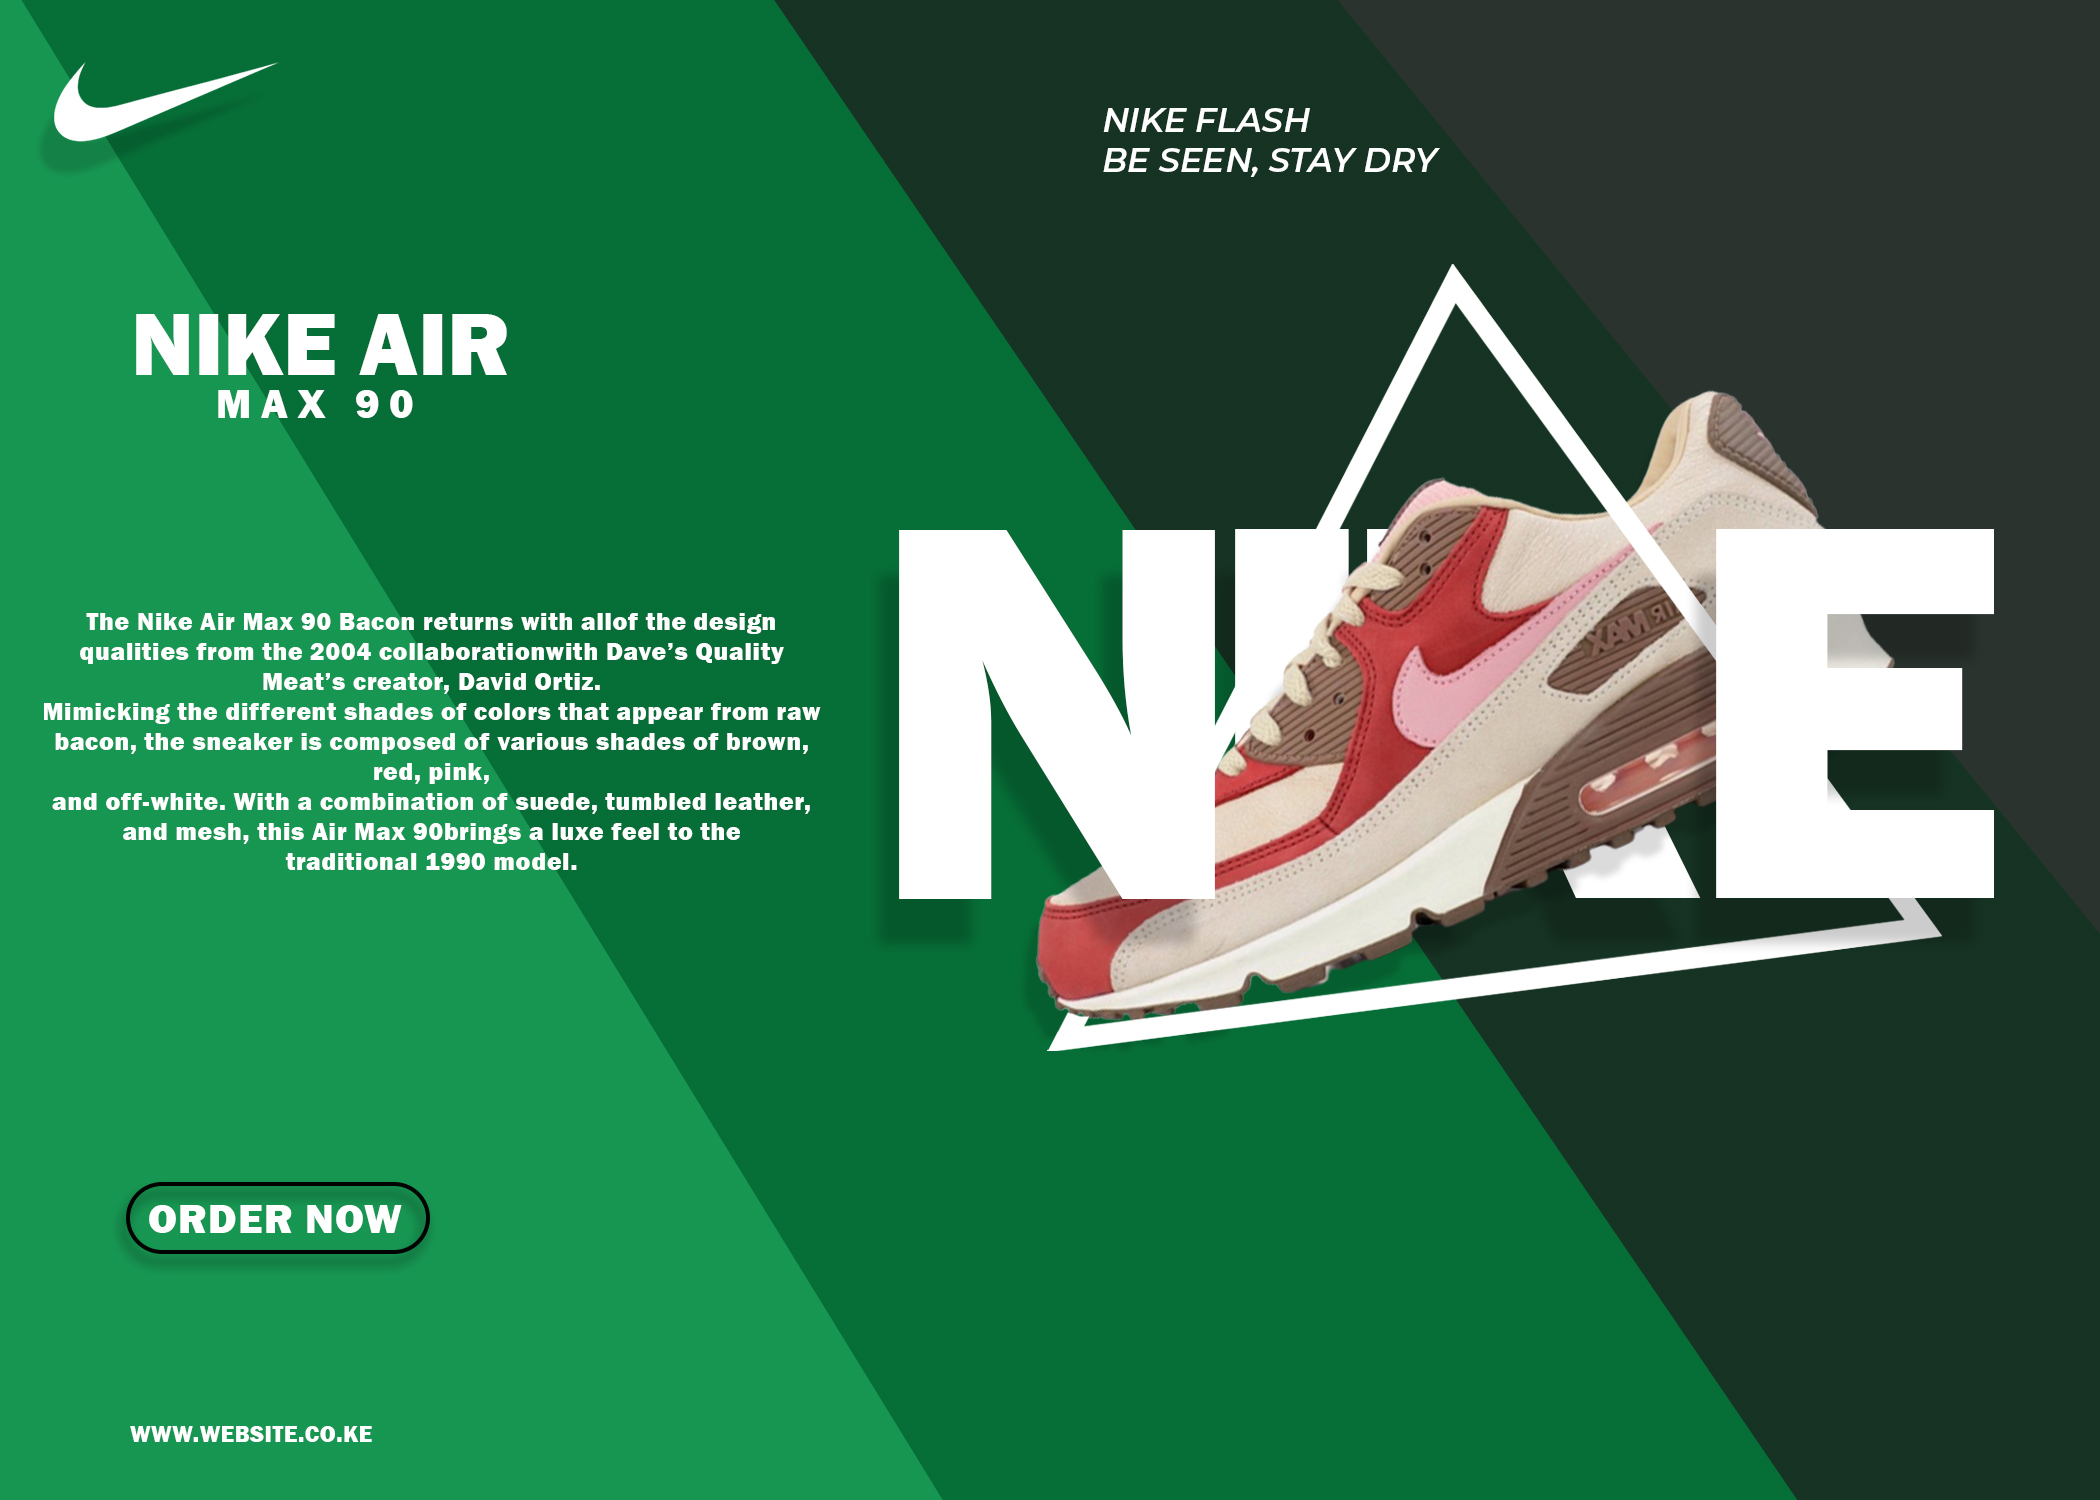 NIKE FLASH
BE SEEN, STAY DRY
NIKE AIR
MAX 90
NIKE
The Nike Air Max 90 Bacon returns with allof the design
qualities from the 2004 collaborationwith Dave’s Quality
Meat’s creator, David Ortiz.
Mimicking the different shades of colors that appear from raw
bacon, the sneaker is composed of various shades of brown,
red, pink,
and off-white. With a combination of suede, tumbled leather,
and mesh, this Air Max 90brings a luxe feel to the
traditional 1990 model.
AIR MAX
ORDER NOW
WWW.WEBSITE.CO.KE